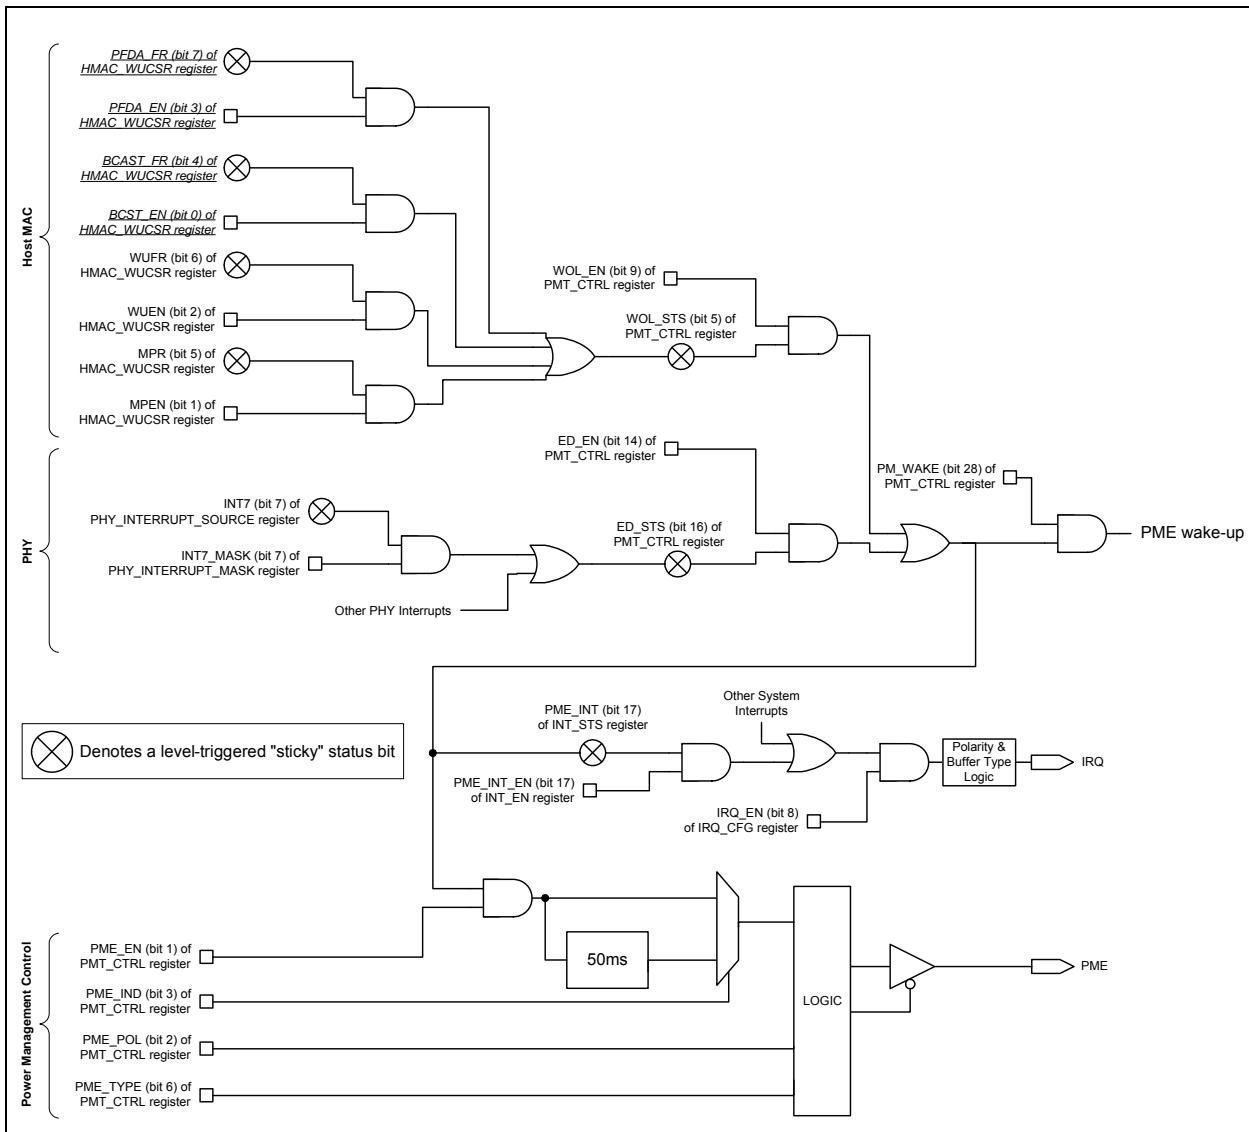 Host MAC
PFDA_FR (bit 7) of
HMAC_WUCSR register
PFDA_EN (bit 3) of
HMAC_WUCSR register
BCAST_FR (bit 4) of
HMAC_WUCSR register
BCST_EN (bit 0) of
HMAC_WUCSR register
WUFR (bit 6) of
HMAC_WUCSR register
WUEN (bit 2) of
HMAC_WUCSR register
MPR (bit 5) of
HMAC_WUCSR register
MPEN (bit 1) of
HMAC_WUCSR register
WOL_EN (bit 9) of
PMT_CTRL register
WOL_STS (bit 5) of
PMT_CTRL register
PHY
INT7 (bit 7) of
PHY_INTERRUPT_SOURCE register
INT7_MASK (bit 7) of
PHY_INTERRUPT_MASK register
Other PHY Interrupts
ED_EN (bit 14) of
PMT_CTRL register
ED_STS (bit 16) of
PMT_CTRL register
PM_WAKE (bit 28) of
PMT_CTRL register
PME wake-up
Denotes a level-triggered "sticky" status bit
PME_INT (bit 17)
of INT_STS register
PME_INT_EN (bit 17)
of INT_EN register
Other System
Interrupts
IRQ_EN (bit 8)
of IRQ_CFG register
Polarity &
Buffer Type
Logic
IRQ
Power Management Control
PME_EN (bit 1) of
PMT_CTRL register
PME_IND (bit 3) of
PMT_CTRL register
PME_POL (bit 2) of
PMT_CTRL register
PME_TYPE (bit 6) of
PMT_CTRL register
50ms
LOGIC
PME